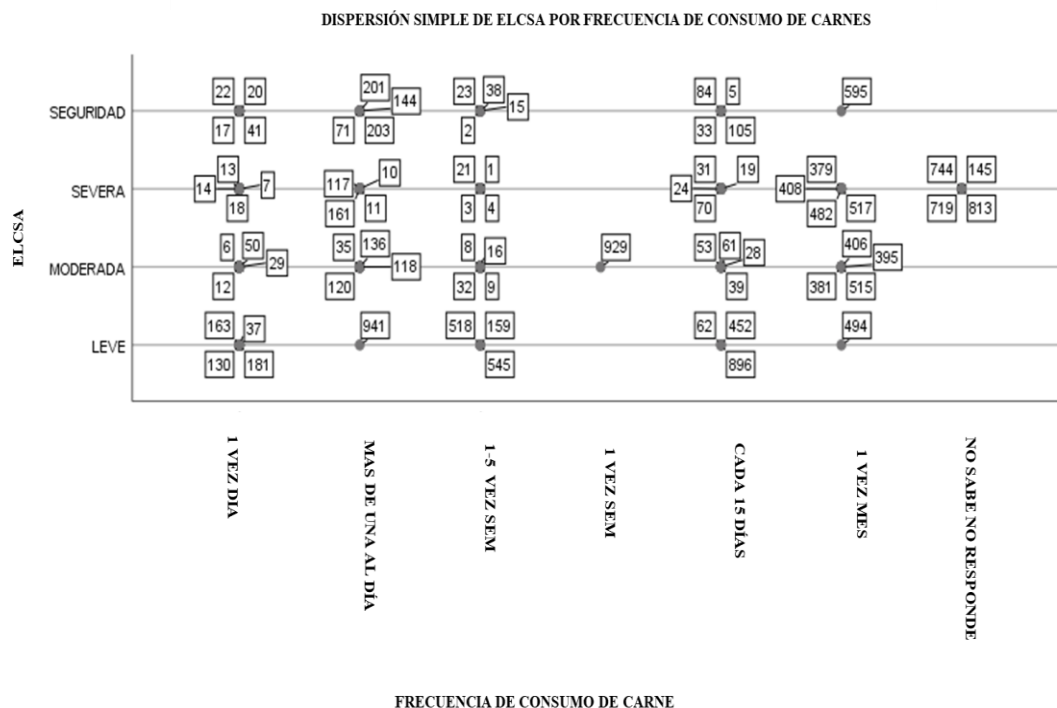 DISPERSIÓN SIMPLE DE ELCSA POR FRECUENCIA DE CONSUMO DE CARNES
ELCSA
SEGURIDAD
22 20 201 144 23 38 15 84 5 595
17 41 71 203 2 33 105
SEVERA
13 7 10 21 1 31 19 379 744 145
14 117 24 408
18 161 11 3 4 70 482 517 719 813
MODERADA
6 50 29 35 136 118 8 16 929 53 61 28 406 395
12 120 32 9 39 381 515
LEVE
163 37 941 518 159 62 452 494
130 181 545 896
1 VEZ DIA
MAS DE UNA AL DÍA
1-5 VEZ SEM
1 VEZ SEM
CADA 15 DÍAS
1 VEZ MES
NO SABE NO RESPONDE
FRECUENCIA DE CONSUMO DE CARNE